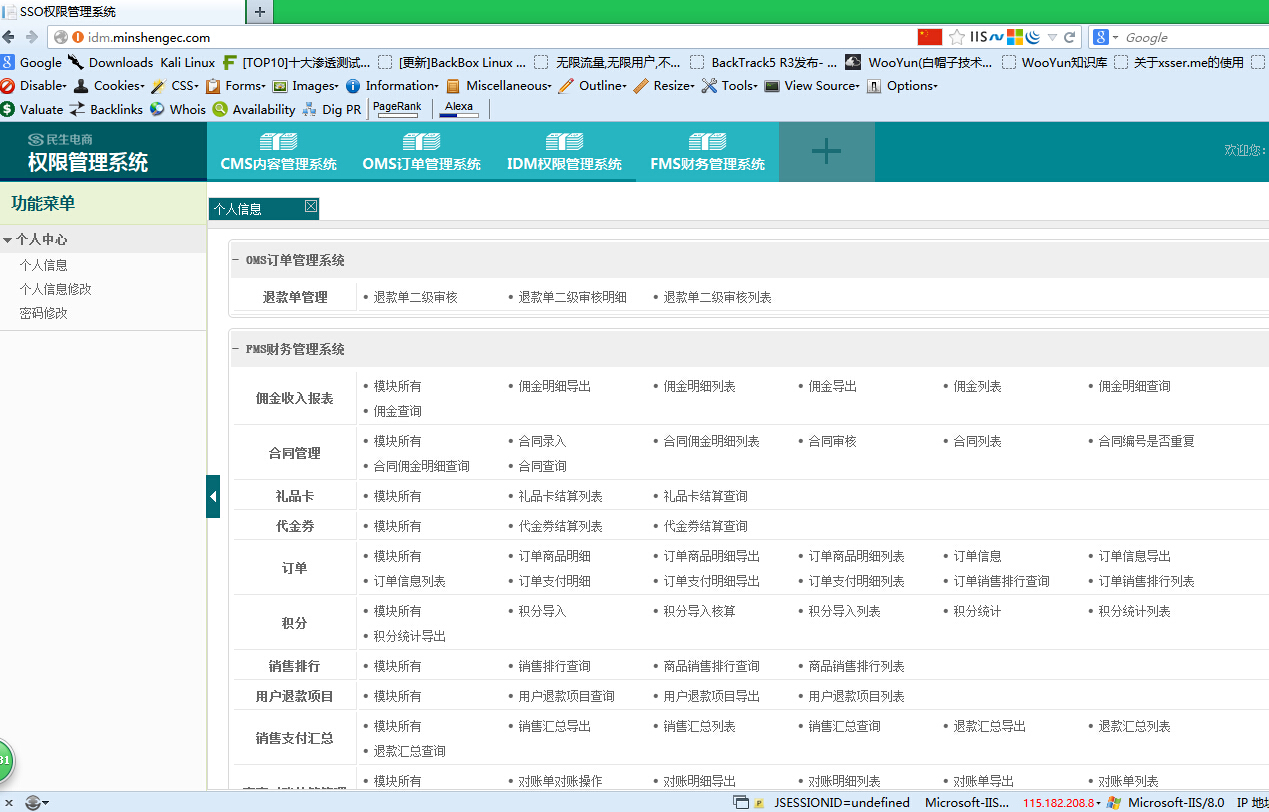 SSO权限管理系统
idm.minshengec.com IIS Google
Google Downloads Kali Linux [TOP10]十大渗透测试... [更新]BackBox Linux ... 无限流量,无限用户,不... BackTrack5 R3发布- ... WooYun(白帽子技术... WooYun知识库 关于xsser.me的使用
Disable Cookies CSS Forms Images Information Miscellaneous Outline Resize Tools View Source Options
Valuate Backlinks Whois Availability Dig PR PageRank Alexa
民生电商
权限管理系统
CMS内容管理系统 OMS订单管理系统 IDM权限管理系统 FMS财务管理系统
欢迎您:
功能菜单
个人中心
个人信息
个人信息修改
密码修改
个人信息
OMS订单管理系统
退款单管理 • 退款单二级审核 • 退款单二级审核明细 • 退款单二级审核列表
FMS财务管理系统
佣金收入报表 • 模块所有 • 佣金明细导出 • 佣金明细列表 • 佣金导出 • 佣金列表 • 佣金明细查询
• 佣金查询
合同管理 • 模块所有 • 合同录入 • 合同佣金明细列表 • 合同审核 • 合同列表 • 合同编号是否重复
• 合同佣金明细查询 • 合同查询
礼品卡 • 模块所有 • 礼品卡结算列表 • 礼品卡结算查询
代金券 • 模块所有 • 代金券结算列表 • 代金券结算查询
订单 • 模块所有 • 订单商品明细 • 订单商品明细导出 • 订单商品明细列表 • 订单信息 • 订单信息导出
• 订单信息列表 • 订单支付明细 • 订单支付明细导出 • 订单支付明细列表 • 订单销售排行查询 • 订单销售排行列表
积分 • 模块所有 • 积分导入 • 积分导入核算 • 积分导入列表 • 积分统计 • 积分统计列表
• 积分统计导出
销售排行 • 模块所有 • 销售排行查询 • 商品销售排行查询 • 商品销售排行列表
用户退款项目 • 模块所有 • 用户退款项目查询 • 用户退款项目导出 • 用户退款项目列表
销售支付汇总 • 模块所有 • 销售汇总导出 • 销售汇总列表 • 销售汇总查询 • 退款汇总导出 • 退款汇总列表
• 退款汇总查询
• 模块所有 • 对账单对账操作 • 对账明细导出 • 对账明细列表 • 对账单导出 • 对账单列表
31
JSESSIONID=undefined Microsoft-IIS... 115.182.208.8 Microsoft-IIS/8.0 IP 地